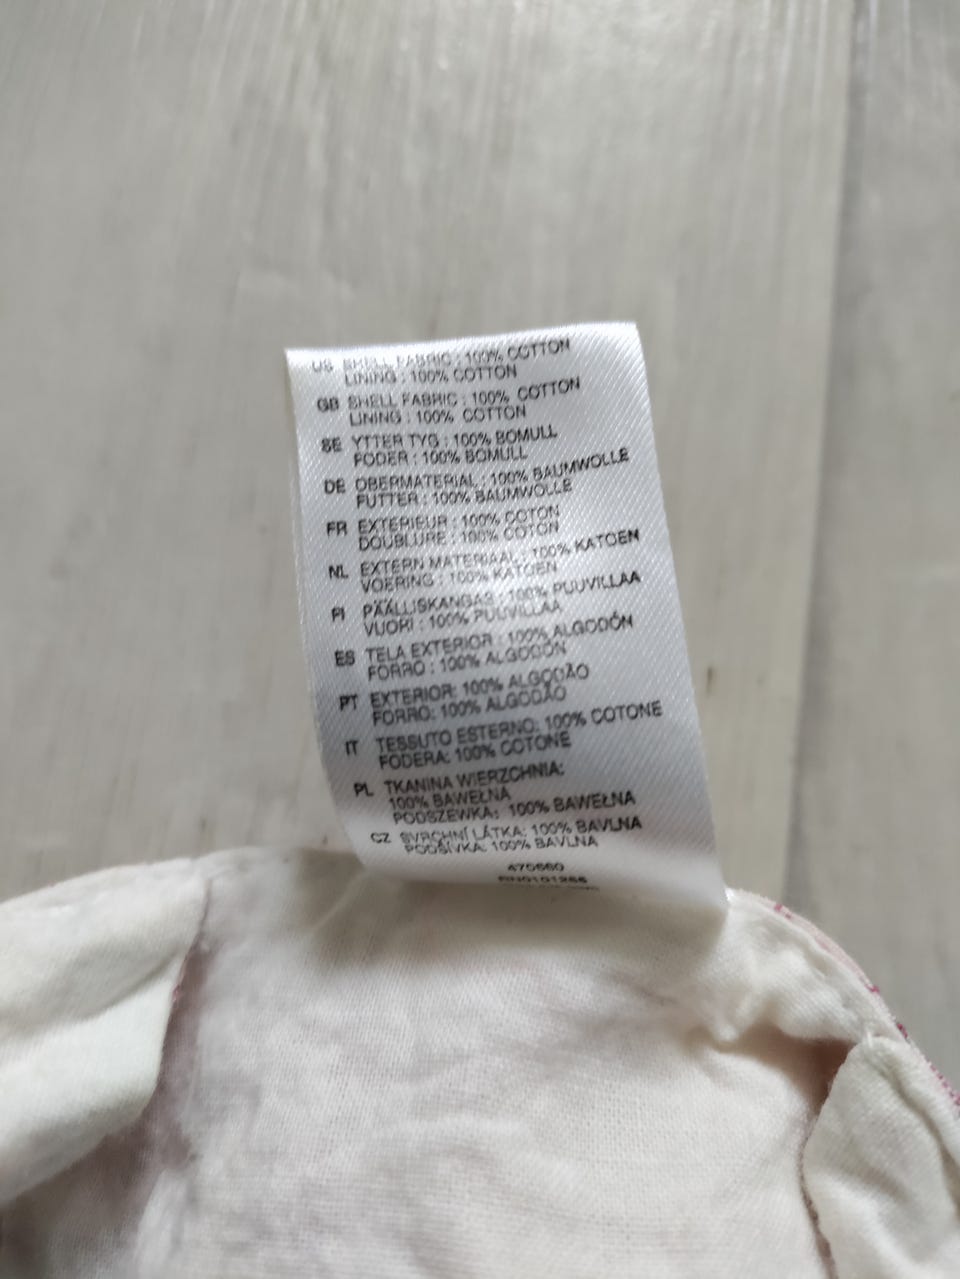 US SHELL FABRIC : 100% COTTON
LINING : 100% COTTON
GB SHELL FABRIC : 100% COTTON
LINING : 100% COTTON
SE YTTER TYG : 100% BOMULL
FODER : 100% BOMULL
DE OBERMATERIAL : 100% BAUMWOLLE
FUTTER : 100% BAUMWOLLE
FR EXTERIEUR : 100% COTON
DOUBLURE : 100% COTON
NL EXTERN MATERIAAL : 100% KATOEN
VOERING : 100% KATOEN
FI PÄÄLLISKANGAS : 100% PUUVILLAA
VUORI : 100% PUUVILLAA
ES TELA EXTERIOR : 100% ALGODÓN
FORRO : 100% ALGODÓN
PT EXTERIOR: 100% ALGODÃO
FORRO: 100% ALGODÃO
IT TESSUTO ESTERNO: 100% COTONE
FODERA: 100% COTONE
PL TKANINA WIERZCHNIA:
100% BAWEŁNA
PODSZEWKA: 100% BAWEŁNA
CZ SVRCHNÍ LÁTKA: 100% BAVLNA
PODŠÍVKA: 100% BAVLNA